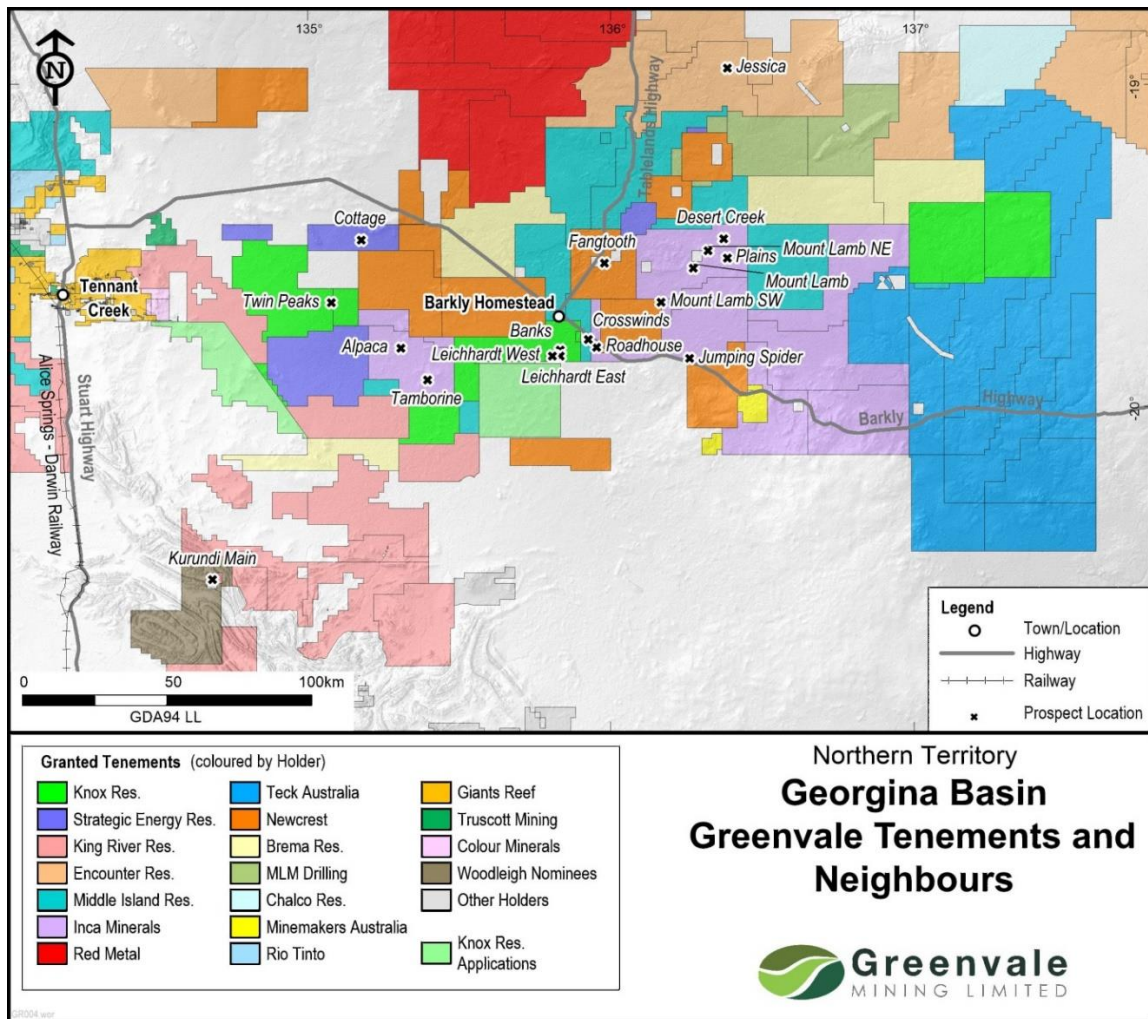 135°
136°
137°
-19°
-20°
N
Jessica
Tablelands Highway
Cottage
Desert Creek
Fangtooth
Mount Lamb NE
Plains
Mount Lamb
Tennant
Creek
Twin Peaks
Barkly Homestead
Mount Lamb SW
Banks
Crosswinds
Alpaca
Leichhardt West
Roadhouse
Jumping Spider
Leichhardt East
Tamborine
Barkly
Highway
Alice Springs - Darwin Railway
Stuart Highway
Kurundi Main
0 50 100km
GDA94 LL
Legend
Town/Location
Highway
Railway
Prospect Location
Granted Tenements (coloured by Holder)
Knox Res.
Strategic Energy Res.
King River Res.
Encounter Res.
Middle Island Res.
Inca Minerals
Red Metal
Teck Australia
Newcrest
Brema Res.
MLM Drilling
Chalco Res.
Minemakers Australia
Rio Tinto
Giants Reef
Truscott Mining
Colour Minerals
Woodleigh Nominees
Other Holders
Knox Res.
Applications
Northern Territory
Georgina Basin
Greenvale Tenements and
Neighbours
Greenvale
MINING LIMITED
GR004.wor